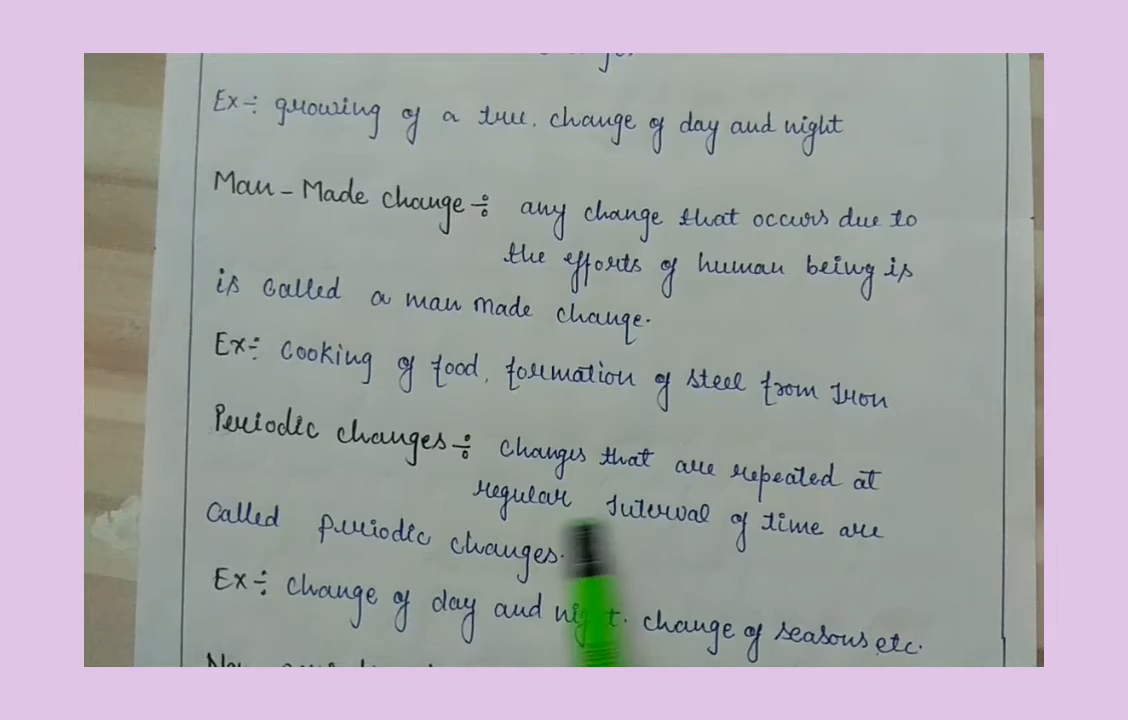 Ex÷ growing of a tree. change of day and night
Man-Made change÷ any change that occurs due to
the efforts of human being is
is called a man made change.
Ex÷ Cooking of food, formation of steel from Iron
Periodic changes÷ changes that are repeated at
regular Interval of time are
called periodic changes.
Ex÷ change of day and night. change of seasons etc.